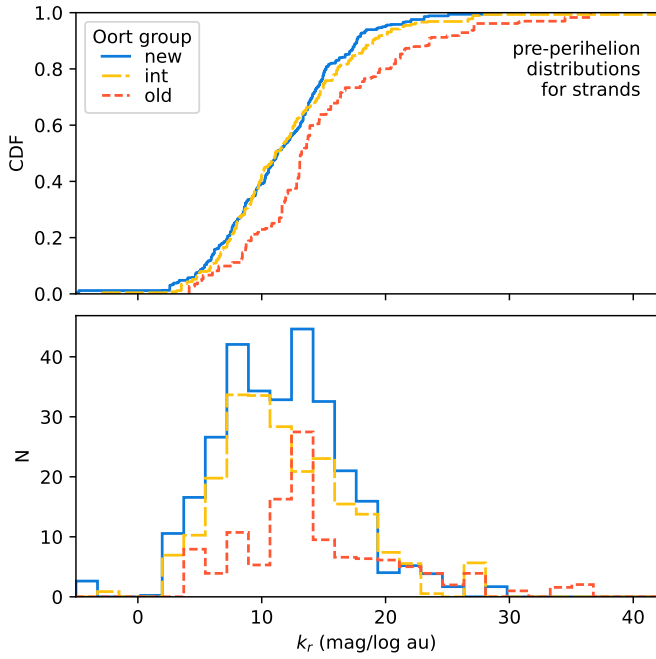 1.0
0.8
0.6
0.4
0.2
0.0
CDF
Oort group
new
int
old
pre-perihelion
distributions
for strands
40
30
20
10
0
N
0 10 20 30 40
k_r (mag/log au)